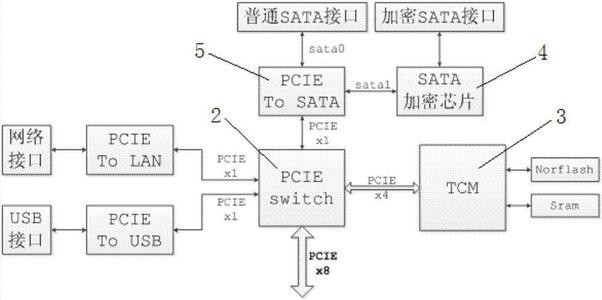 普通SATA接口
加密SATA接口
sata0
5
4
PCIE
To SATA
sata1
SATA
加密芯片
PCIE
x1
2
3
网络
接口
PCIE
To LAN
PCIE
x1
PCIE
switch
PCIE
x4
TCM
Norflash
Sram
USB
接口
PCIE
To USB
PCIE
x1
PCIE
x8